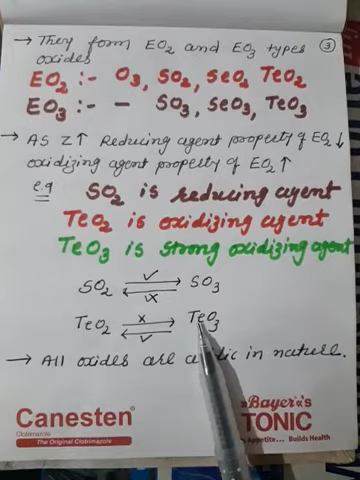 → They form EO2 and EO3 types ③
oxides
EO2 :- O3, SO2, SeO2 TeO2
EO3 :- - SO3, SeO3, TeO3
→ AS Z↑ Reducing agent property of EO2↓
oxidizing agent property of EO2↑
e.g SO2 is reducing agent
TeO2 is oxidizing agent
TeO3 is strong oxidizing agent
SO2 ⇌ SO3
✓
x
TeO2 ⇌ TeO3
x
✓
→ All oxides are in nature.
Canesten
Clotrimazole
The Original Clotrimazole
Bayer's
TONIC
Appetite... Builds Health